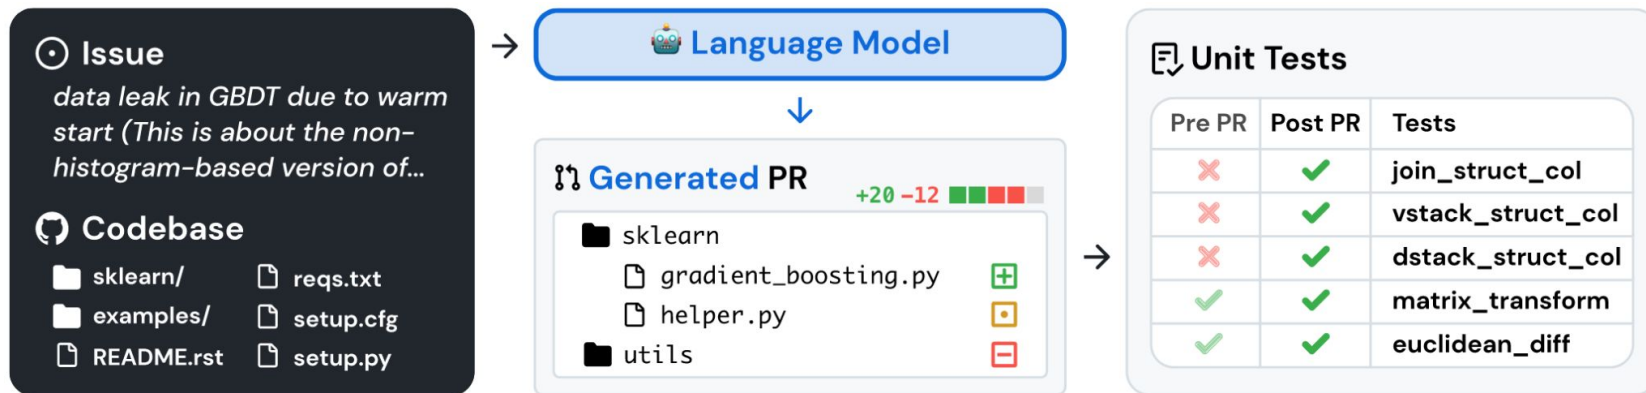 Issue
data leak in GBDT due to warm
start (This is about the non-
histogram-based version of...
Codebase
sklearn/
reqs.txt
examples/
setup.cfg
README.rst
setup.py
Language Model
Generated PR
+20 -12
sklearn
gradient_boosting.py
helper.py
utils
Unit Tests
Pre PR Post PR Tests
join_struct_col
vstack_struct_col
dstack_struct_col
matrix_transform
euclidean_diff